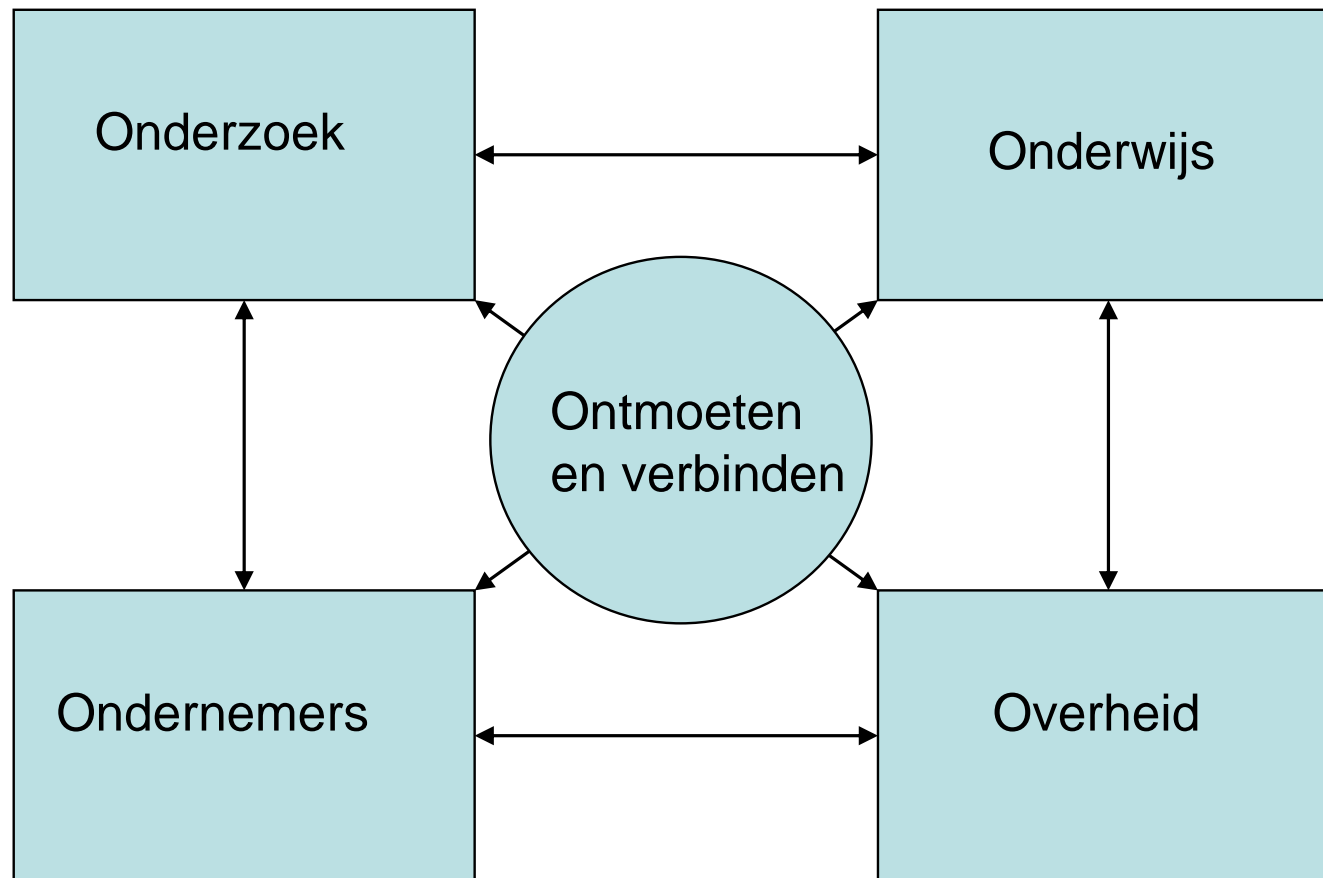 Onderzoek
Onderwijs
Ontmoeten
en verbinden
Ondernemers
Overheid